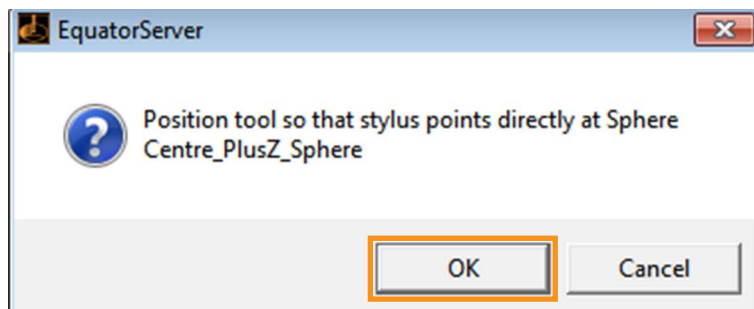 EquatorServer
Position tool so that stylus points directly at Sphere
Centre_PlusZ_Sphere
OK
Cancel